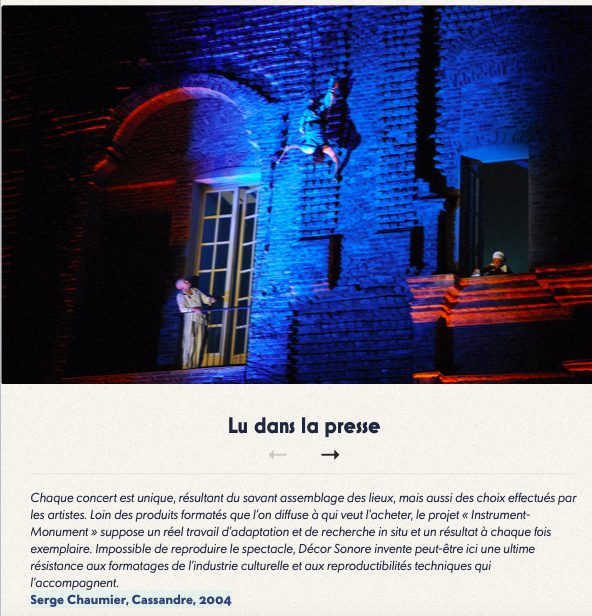 Lu dans la presse
← →
Chaque concert est unique, résultant du savant assemblage des lieux, mais aussi des choix effectués par
les artistes. Loin des produits formatés que l'on diffuse à qui veut l'acheter, le projet « Instrument-
Monument » suppose un réel travail d'adaptation et de recherche in situ et un résultat à chaque fois
exemplaire. Impossible de reproduire le spectacle, Décor Sonore invente peut-être ici une ultime
résistance aux formatages de l'industrie culturelle et aux reproductibilités techniques qui
l'accompagnent.
Serge Chaumier, Cassandre, 2004